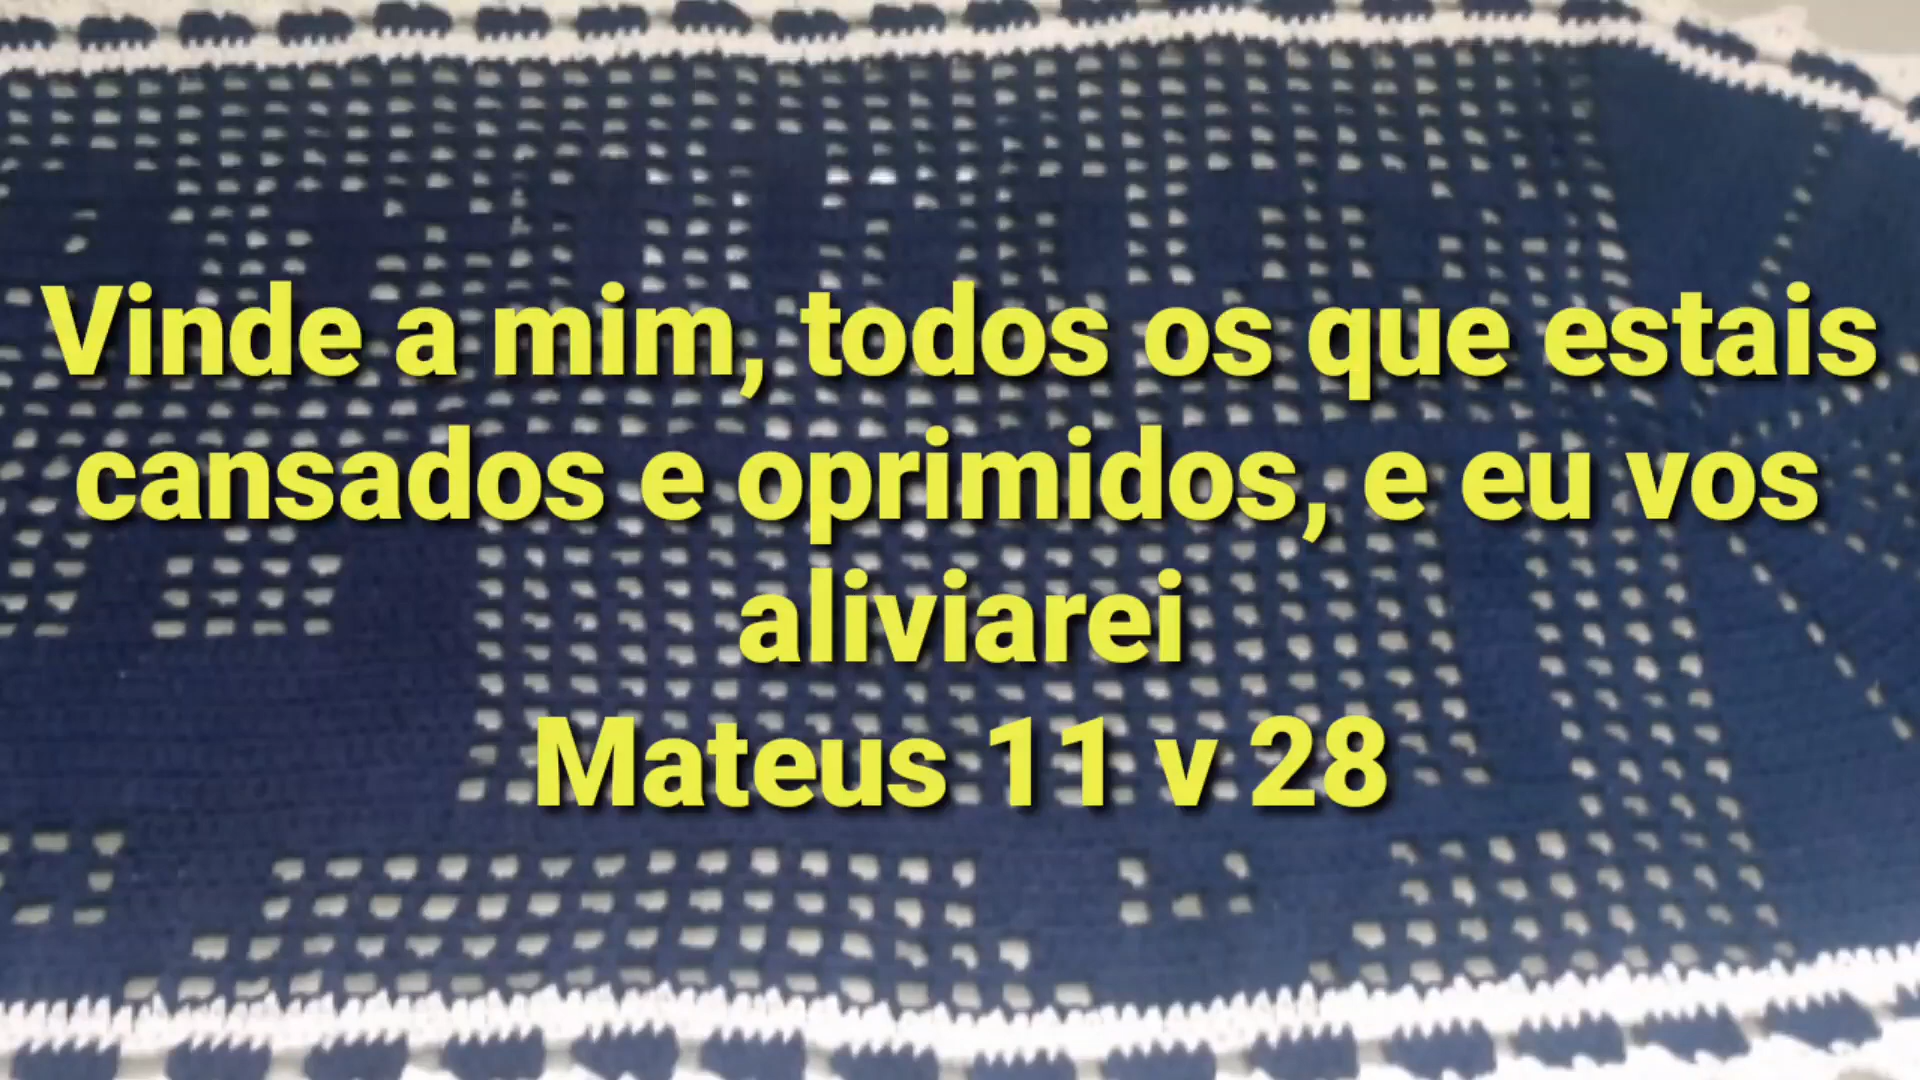 Vinde a mim, todos os que estais
cansados e oprimidos, e eu vos
aliviarei
Mateus 11 v 28